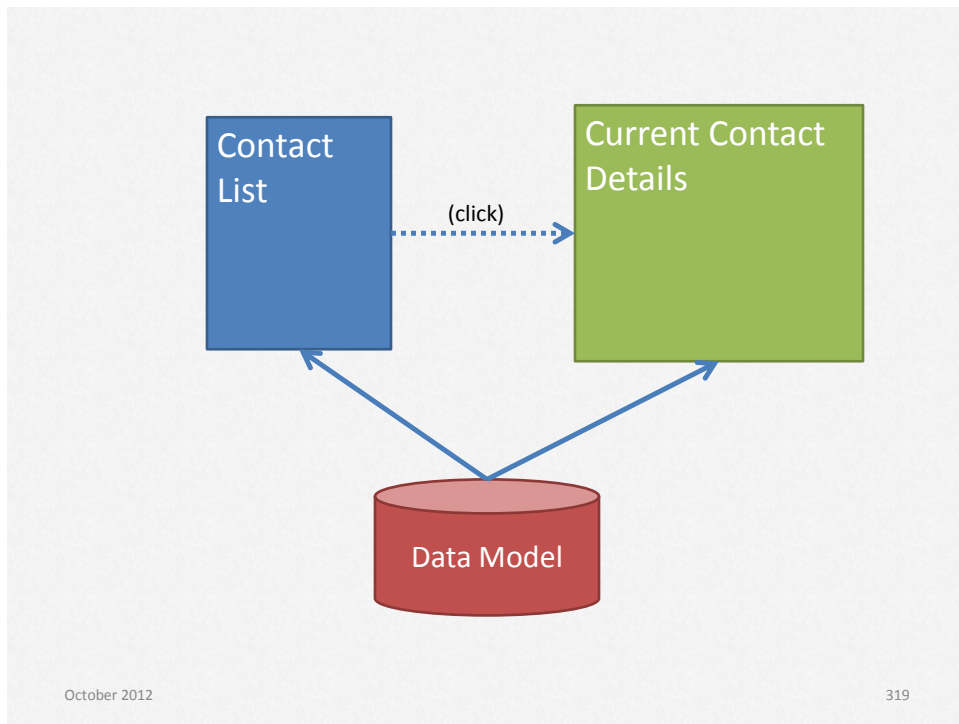 Contact
List
(click)
Current Contact
Details
Data Model
October 2012
319